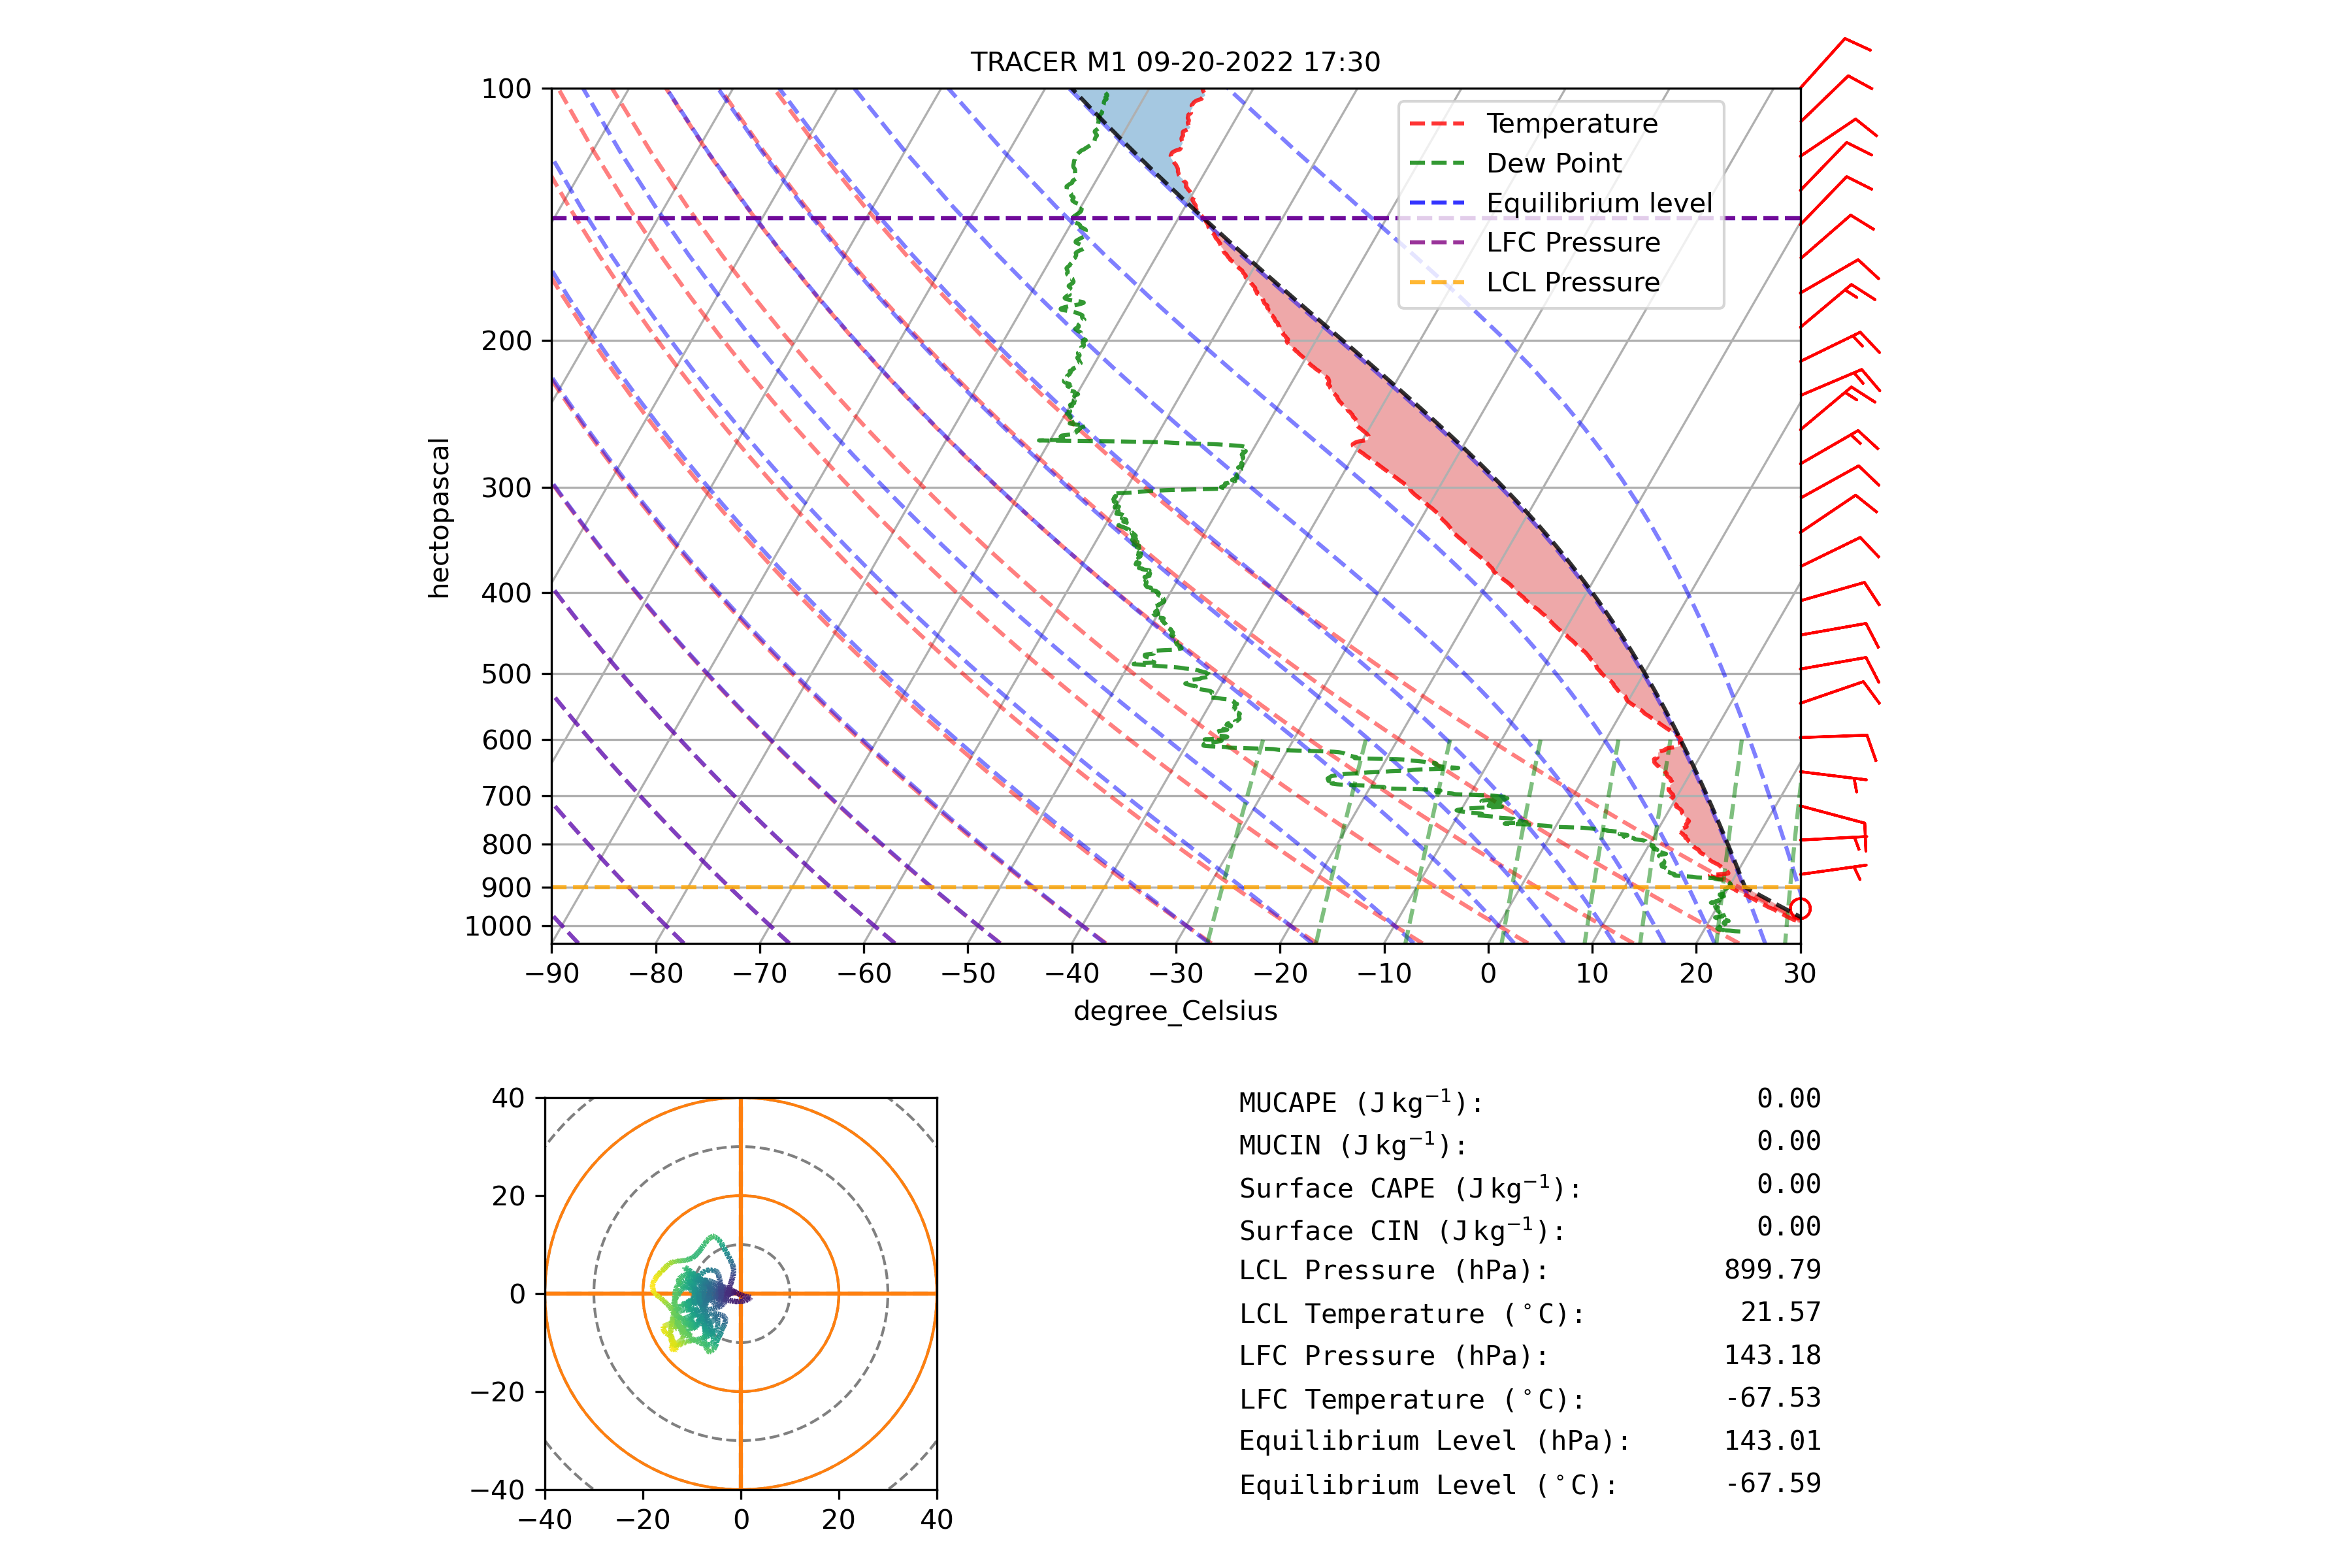 TRACER M1 09-20-2022 17:30
100
200
300
400
500
600
700
800
900
1000
hectopascal
Temperature
Dew Point
Equilibrium level
LFC Pressure
LCL Pressure
−90 −80 −70 −60 −50 −40 −30 −20 −10 0 10 20 30
degree_Celsius
40
20
0
−20
−40
−40 −20 0 20 40
MUCAPE (J kg⁻¹): 0.00
MUCIN (J kg⁻¹): 0.00
Surface CAPE (J kg⁻¹): 0.00
Surface CIN (J kg⁻¹): 0.00
LCL Pressure (hPa): 899.79
LCL Temperature (°C): 21.57
LFC Pressure (hPa): 143.18
LFC Temperature (°C): -67.53
Equilibrium Level (hPa): 143.01
Equilibrium Level (°C): -67.59